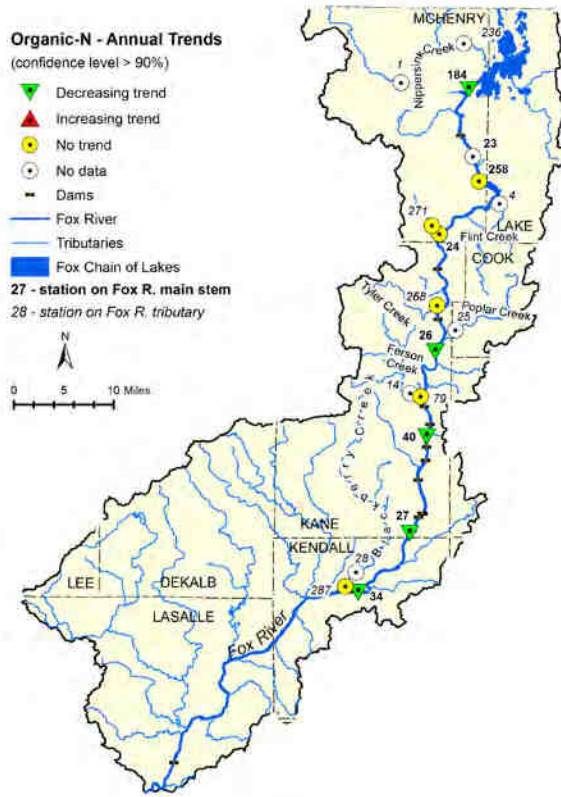 Organic-N - Annual Trends
(confidence level > 90%)
Decreasing trend
Increasing trend
No trend
No data
Dams
Fox River
Tributaries
Fox Chain of Lakes
27 - station on Fox R. main stem
28 - station on Fox R. tributary
N
0 5 10 Miles
MCHENRY
236
Nippersink Creek
1
184
23
258
4
271
LAKE
24
Flint Creek
COOK
268
Tyler Creek
Poplar Creek
25
26
Ferson
Creek
14
79
40
Blackberry Creek
27
KANE
KENDALL
28
287
34
LEE
DEKALB
LASALLE
Fox River